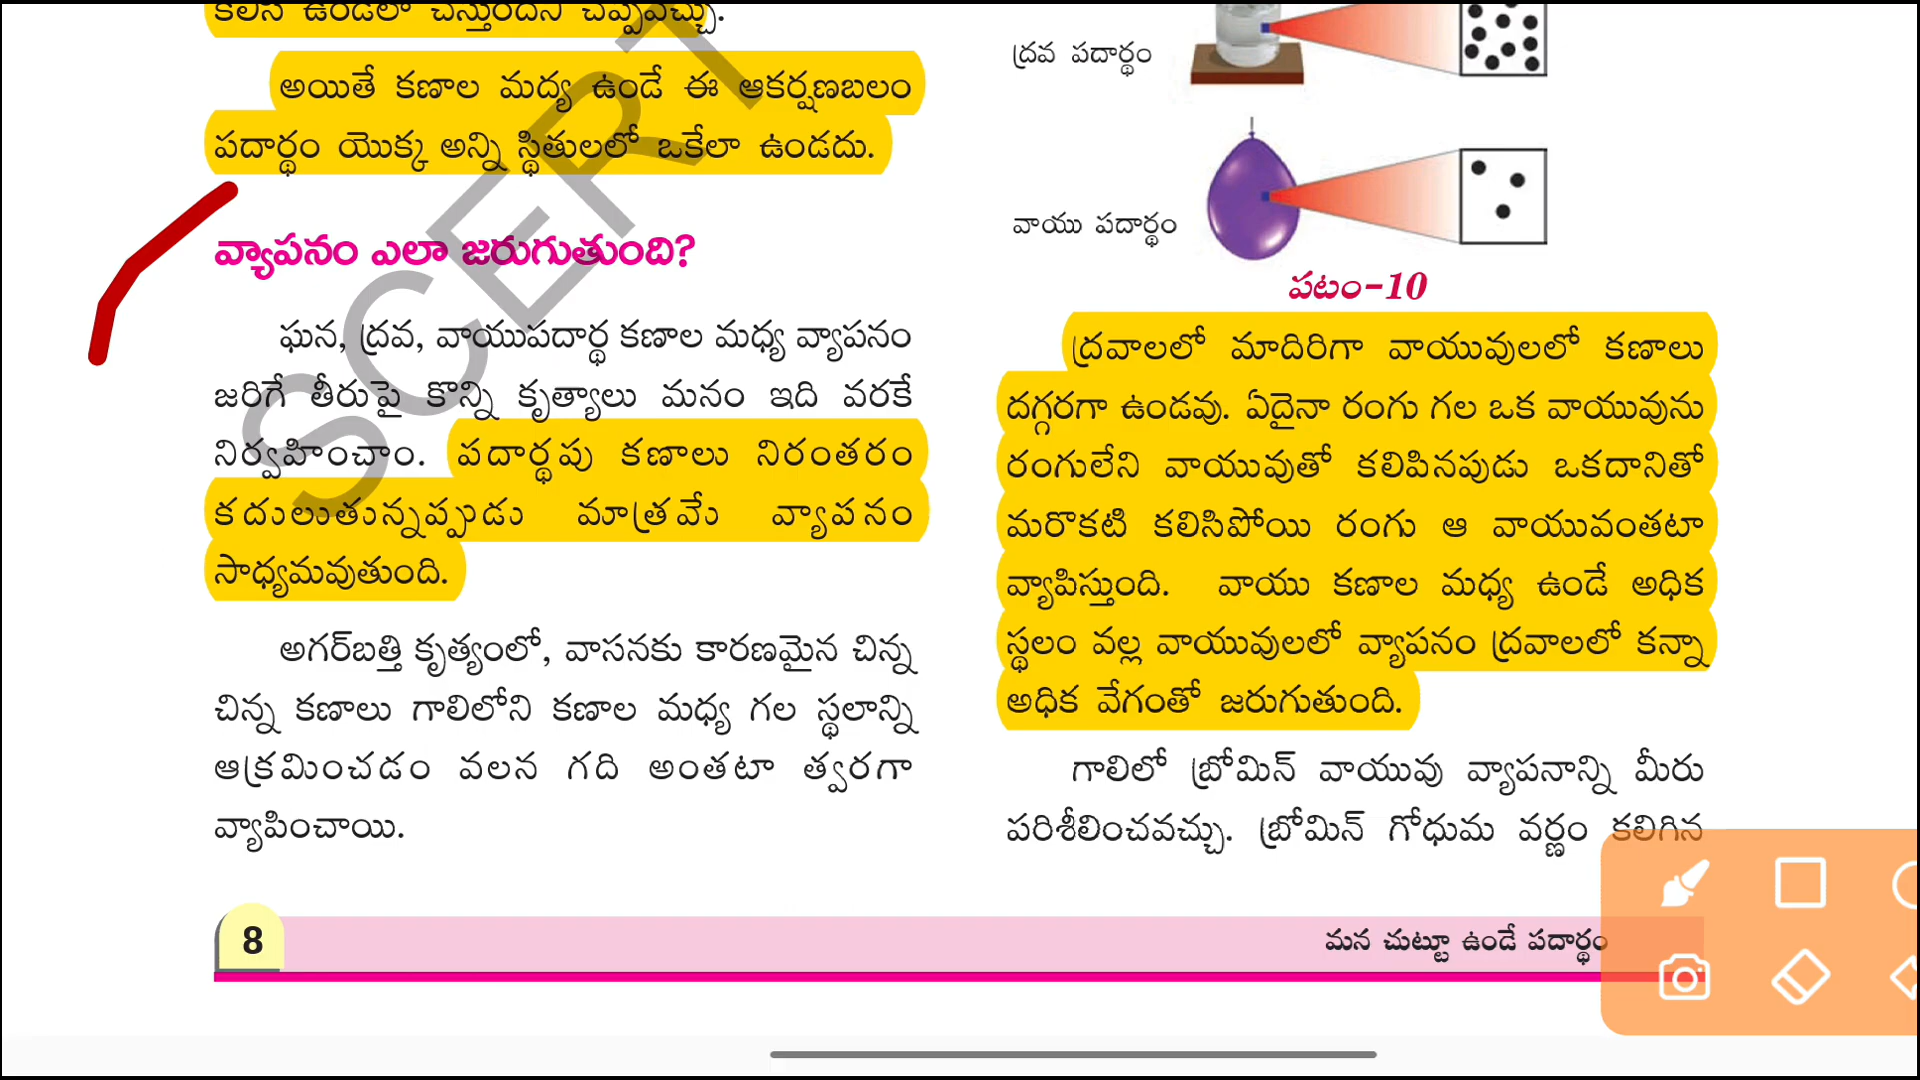 కలిసి ఉండేలా చేస్తుందని చెప్పవచ్చు.
అయితే కణాల మద్య ఉండే ఈ ఆకర్షణబలం
పదార్థం యొక్క అన్ని స్థితులలో ఒకేలా ఉండదు.
వ్యాపనం ఎలా జరుగుతుంది?
ఘన, ద్రవ, వాయుపదార్థ కణాల మధ్య వ్యాపనం
జరిగే తీరుపై కొన్ని కృత్యాలు మనం ఇది వరకే
నిర్వహించాం. పదార్థపు కణాలు నిరంతరం
కదులుతున్నప్పుడు మాత్రమే వ్యాపనం
సాధ్యమవుతుంది.
అగర్‌బత్తి కృత్యంలో, వాసనకు కారణమైన చిన్న
చిన్న కణాలు గాలిలోని కణాల మధ్య గల స్థలాన్ని
ఆక్రమించడం వలన గది అంతటా త్వరగా
వ్యాపించాయి.
ద్రవ పదార్థం
వాయు పదార్థం
పటం-10
ద్రవాలలో మాదిరిగా వాయువులలో కణాలు
దగ్గరగా ఉండవు. ఏదైనా రంగు గల ఒక వాయువును
రంగులేని వాయువుతో కలిపినపుడు ఒకదానితో
మరొకటి కలిసిపోయి రంగు ఆ వాయువంతటా
వ్యాపిస్తుంది. వాయు కణాల మధ్య ఉండే అధిక
స్థలం వల్ల వాయువులలో వ్యాపనం ద్రవాలలో కన్నా
అధిక వేగంతో జరుగుతుంది.
గాలిలో బ్రోమిన్ వాయువు వ్యాపనాన్ని మీరు
పరిశీలించవచ్చు. బ్రోమిన్ గోధుమ వర్ణం కలిగిన
8
మన చుట్టూ ఉండే పదార్థం
SCERT